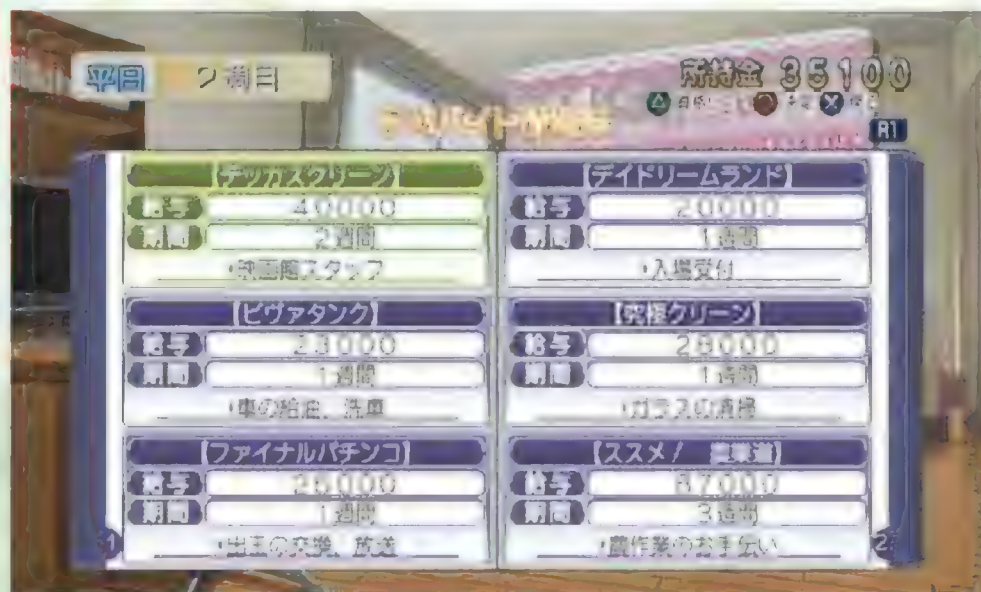 平日 2週目
所持金 35100
R1
【デッカスクリーン】
給与 40000
期間 2週間
・映画館スタッフ
【ビヴァタンク】
給与 23000
期間 1週間
・車の給油、洗車
【ファイナルパチンコ】
給与 25000
期間 1週間
・出玉の交換、放送
1
【デイドリームランド】
給与 20000
期間 1週間
・入場受付
【究極クリーン】
給与 28000
期間 1週間
・ガラスの清掃
【ススメ! 農業道】
給与 67000
期間 3週間
・農作業のお手伝い
2